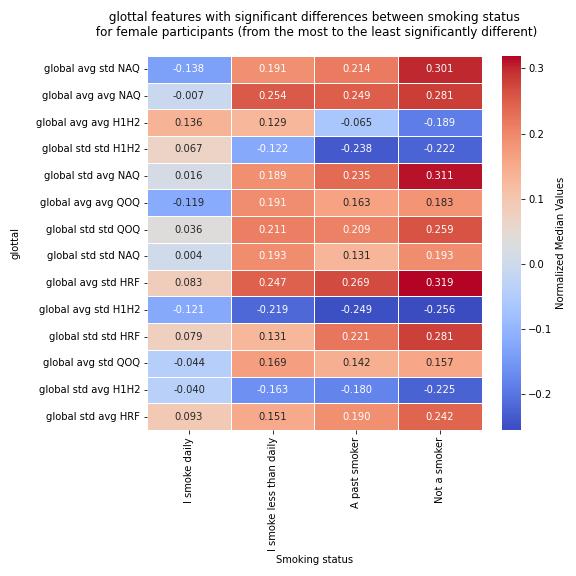 glottal features with significant differences between smoking status
for female participants (from the most to the least significantly different)
global avg std NAQ -0.138 0.191 0.214 0.301
global avg avg NAQ -0.007 0.254 0.249 0.281
global avg avg H1H2 0.136 0.129 -0.065 -0.189
global std std H1H2 0.067 -0.122 -0.238 -0.222
global std avg NAQ 0.016 0.189 0.235 0.311
global avg avg QOQ -0.119 0.191 0.163 0.183
global std std QOQ 0.036 0.211 0.209 0.259
global std std NAQ 0.004 0.193 0.131 0.193
global avg std HRF 0.083 0.247 0.269 0.319
global avg std H1H2 -0.121 -0.219 -0.249 -0.256
global std std HRF 0.079 0.131 0.221 0.281
global avg std QOQ -0.044 0.169 0.142 0.157
global std avg H1H2 -0.040 -0.163 -0.180 -0.225
global std avg HRF 0.093 0.151 0.190 0.242
glottal
I smoke daily
I smoke less than daily
A past smoker
Not a smoker
Smoking status
0.3
0.2
0.1
0.0
−0.1
−0.2
Normalized Median Values